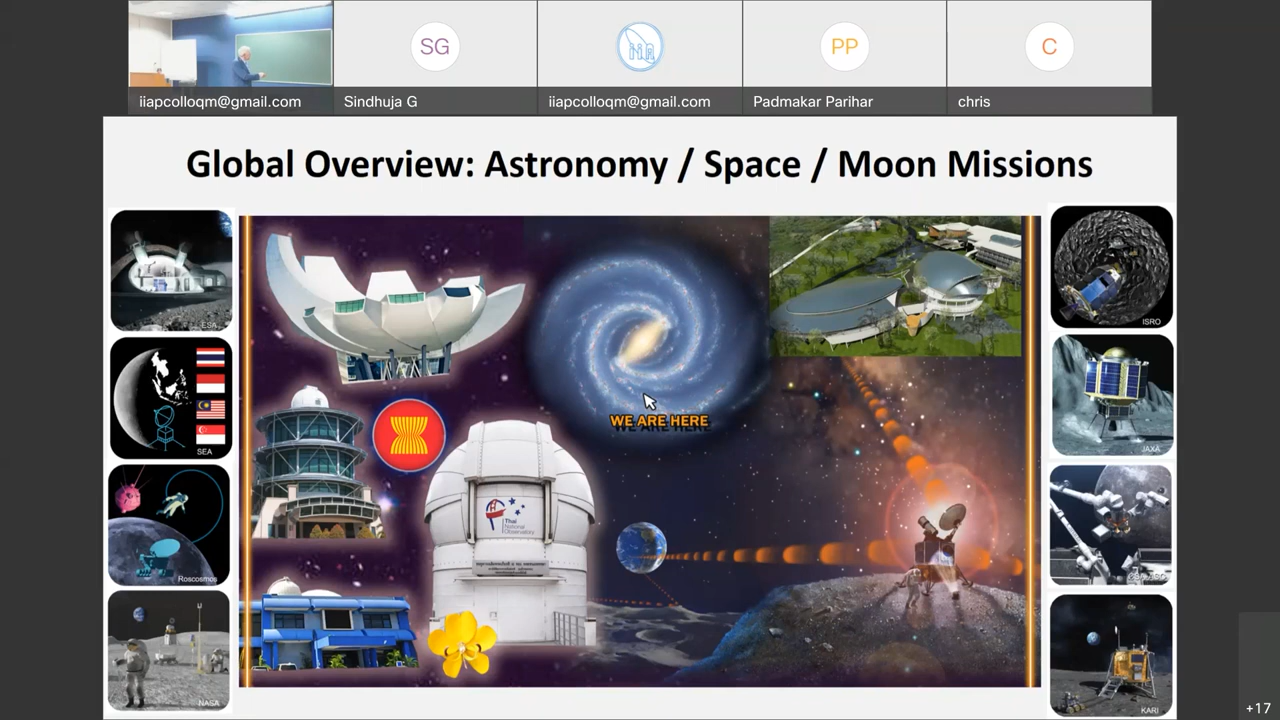 SG
PP
C
iiapcolloqm@gmail.com
Sindhuja G
iiapcolloqm@gmail.com
Padmakar Parihar
chris
Global Overview: Astronomy / Space / Moon Missions
ESA
ISRO
WE ARE HERE
SEA
JAXA
Thai
National
Observatory
Roscosmos
NASA
KARI
+17